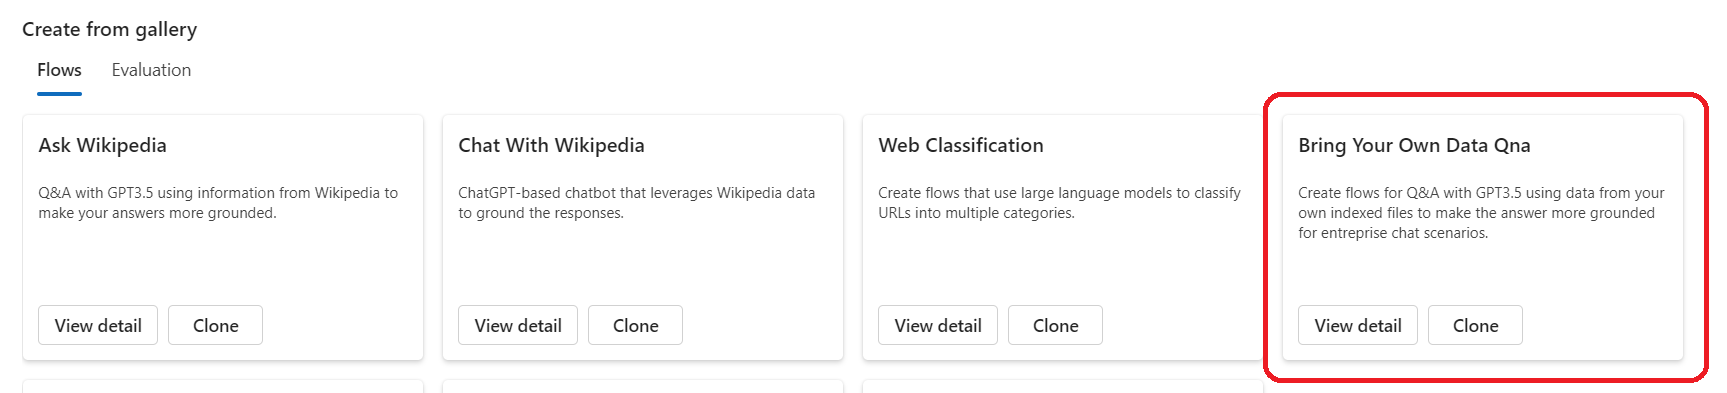 Create from gallery
Flows Evaluation
Ask Wikipedia
Q&A with GPT3.5 using information from Wikipedia to
make your answers more grounded.
View detail Clone
Chat With Wikipedia
ChatGPT-based chatbot that leverages Wikipedia data
to ground the responses.
View detail Clone
Web Classification
Create flows that use large language models to classify
URLs into multiple categories.
View detail Clone
Bring Your Own Data Qna
Create flows for Q&A with GPT3.5 using data from your
own indexed files to make the answer more grounded
for entreprise chat scenarios.
View detail Clone